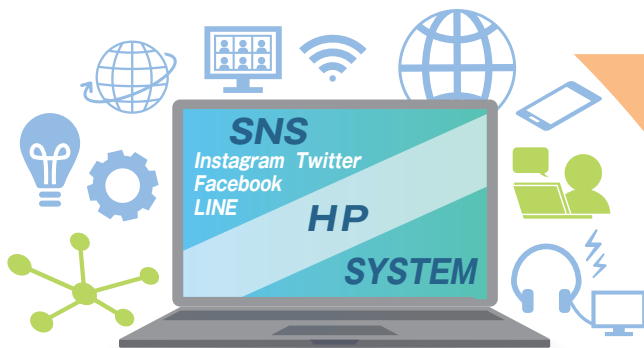 SNS
Instagram Twitter
Facebook
LINE
HP
SYSTEM